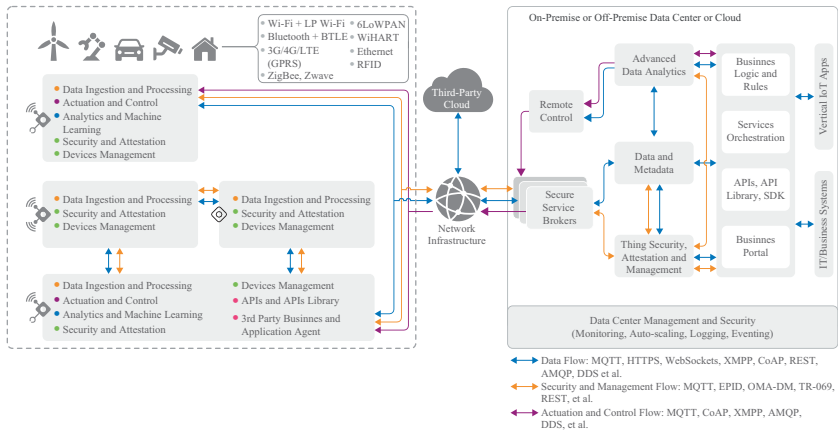 • Wi-Fi + LP Wi-Fi
• Bluetooth + BTLE
• 3G/4G/LTE
(GPRS)
• ZigBee, Zwave
• 6LoWPAN
• WiHART
• Ethernet
• RFID
• Data Ingestion and Processing
• Actuation and Control
• Analytics and Machine
Learning
• Security and Attestation
• Devices Management
• Data Ingestion and Processing
• Security and Attestation
• Devices Management
• Data Ingestion and Processing
• Security and Attestation
• Devices Management
• Data Ingestion and Processing
• Actuation and Control
• Analytics and Machine Learning
• Security and Attestation
• Devices Management
• APIs and APIs Library
• 3rd Party Businnes and
Application Agent
Third-Party
Cloud
Network
Infrastructure
On-Premise or Off-Premise Data Center or Cloud
Remote
Control
Secure
Service
Brokers
Advanced
Data Analytics
Data and
Metadata
Thing Security,
Attestation and
Management
Businnes
Logic and
Rules
Services
Orchestration
APIs, API
Library, SDK
Businnes
Portal
Vertical IoT Apps
IT/Business Systems
Data Center Management and Security
(Monitoring, Auto-scaling, Logging, Eventing)
Data Flow: MQTT, HTTPS, WebSockets, XMPP, CoAP, REST,
AMQP, DDS et al.
Security and Management Flow: MQTT, EPID, OMA-DM, TR-069,
REST, et al.
Actuation and Control Flow: MQTT, CoAP, XMPP, AMQP,
DDS, et al.